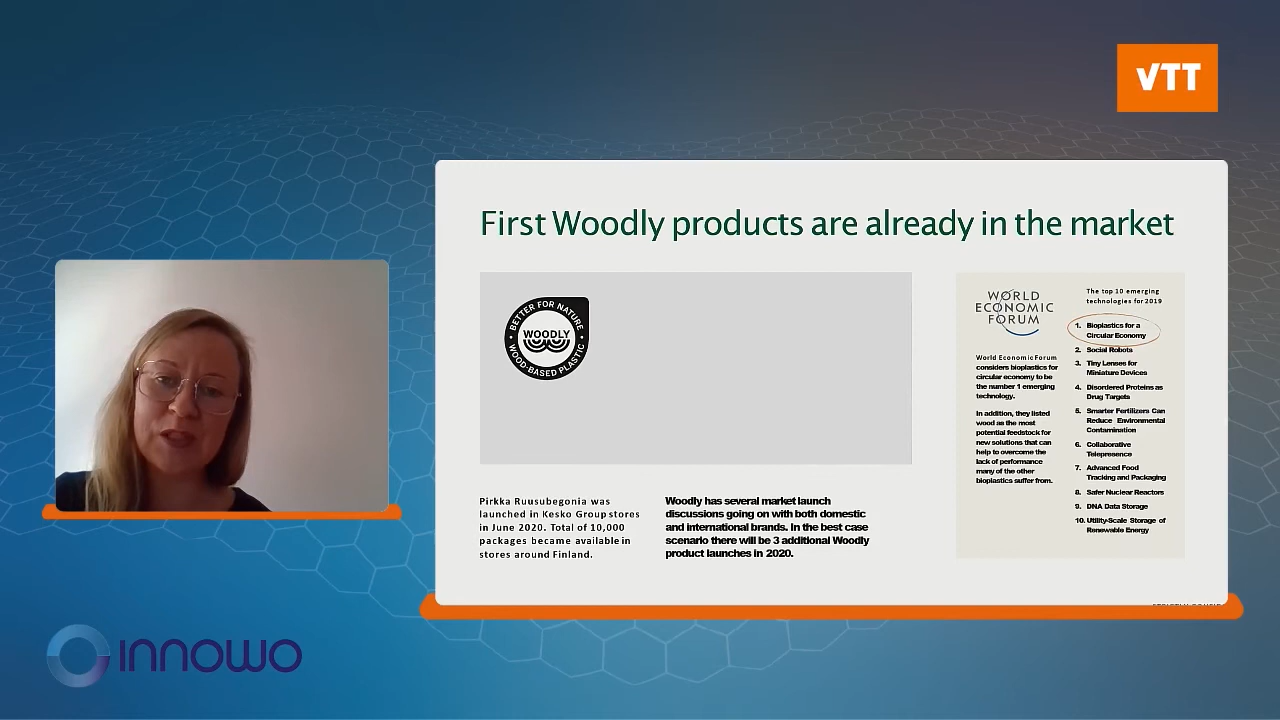 VTT
First Woodly products are already in the market
BETTER FOR NATURE
WOODLY
WOOD-BASED PLASTIC
Pirkka Ruusubegonia was
launched in Kesko Group stores
in June 2020. Total of 10,000
packages became available in
stores around Finland.
Woodly has several market launch
discussions going on with both domestic
and international brands. In the best case
scenario there will be 3 additional Woodly
product launches in 2020.
WORLD
ECONOMIC
FORUM
World Economic Forum
considers bioplastics for
circular economy to be
the number 1 emerging
technology.
In addition, they listed
wood as the most
potential feedstock for
new solutions that can
help to overcome the
lack of performance
many of the other
bioplastics suffer from.
The top 10 emerging
technologies for 2019
1. Bioplastics for a
Circular Economy
2. Social Robots
3. Tiny Lenses for
Miniature Devices
4. Disordered Proteins as
Drug Targets
5. Smarter Fertilizers Can
Reduce Environmental
Contamination
6. Collaborative
Telepresence
7. Advanced Food
Tracking and Packaging
8. Safer Nuclear Reactors
9. DNA Data Storage
10. Utility-Scale Storage of
Renewable Energy
innowo